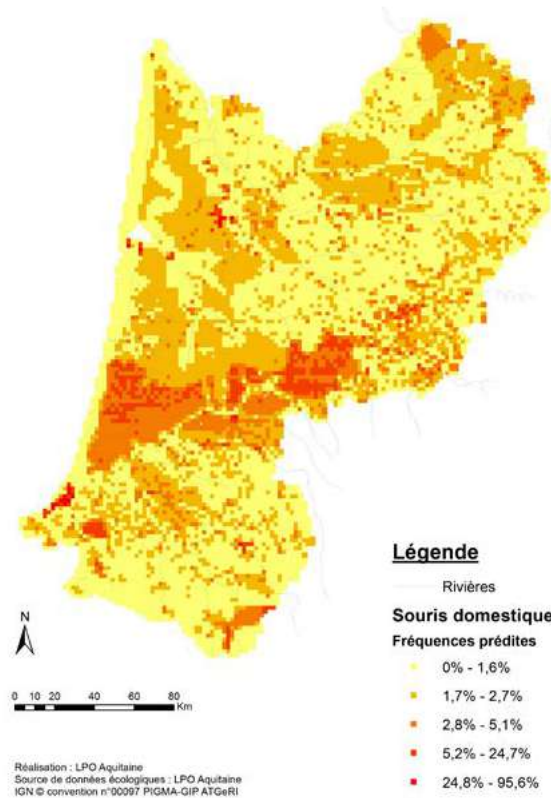 Légende
Rivières
Souris domestique
Fréquences prédites
0% - 1,6%
1,7% - 2,7%
2,8% - 5,1%
5,2% - 24,7%
24,8% - 95,6%
N
0 10 20 40 60 80
Km
Réalisation : LPO Aquitaine
Source de données écologiques : LPO Aquitaine
IGN © convention n°00097 PIGMA-GIP ATGeRI